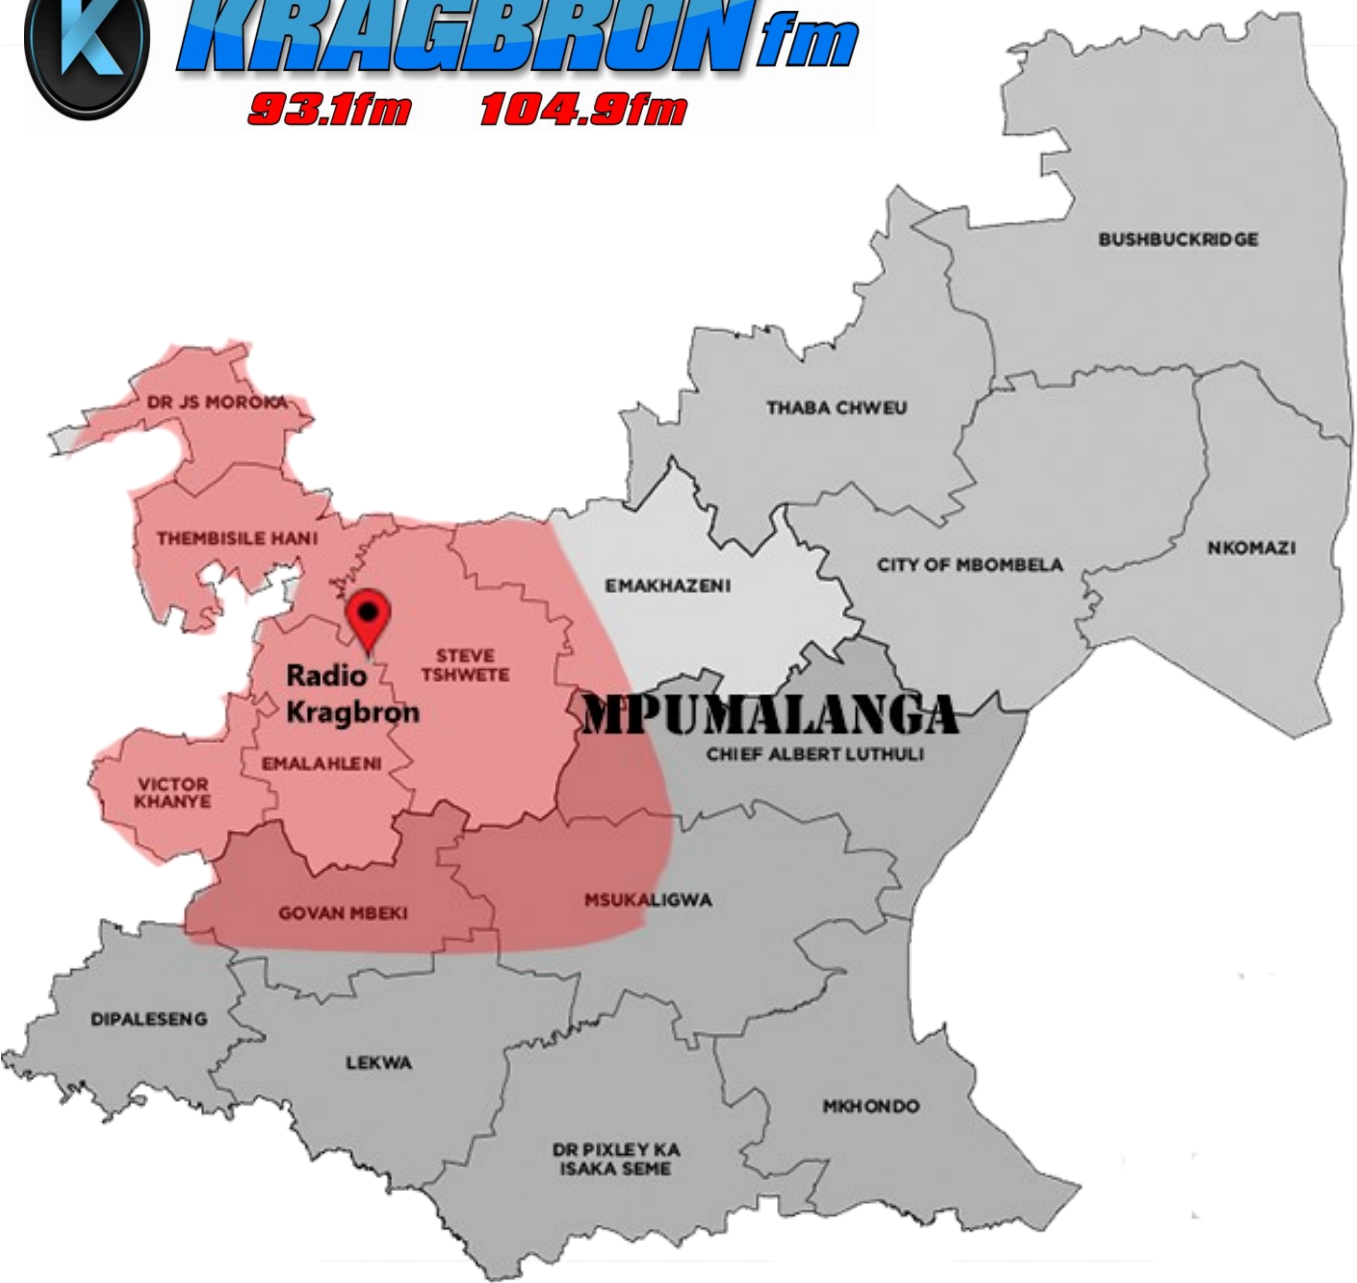 K
KRAGBRON fm
93.1fm 104.9fm
BUSHBUCKRIDGE
DR JS MOROKA
THABA CHWEU
THEMBISILE HANI
NKOMAZI
CITY OF MBOMBELA
EMAKHAZENI
STEVE
TSHWETE
Radio
Kragbron
MPUMALANGA
CHIEF ALBERT LUTHULI
EMALAHLENI
VICTOR
KHANYE
MSUKALIGWA
GOVAN MBEKI
DIPALESENG
LEKWA
MKHONDO
DR PIXLEY KA
ISAKA SEME